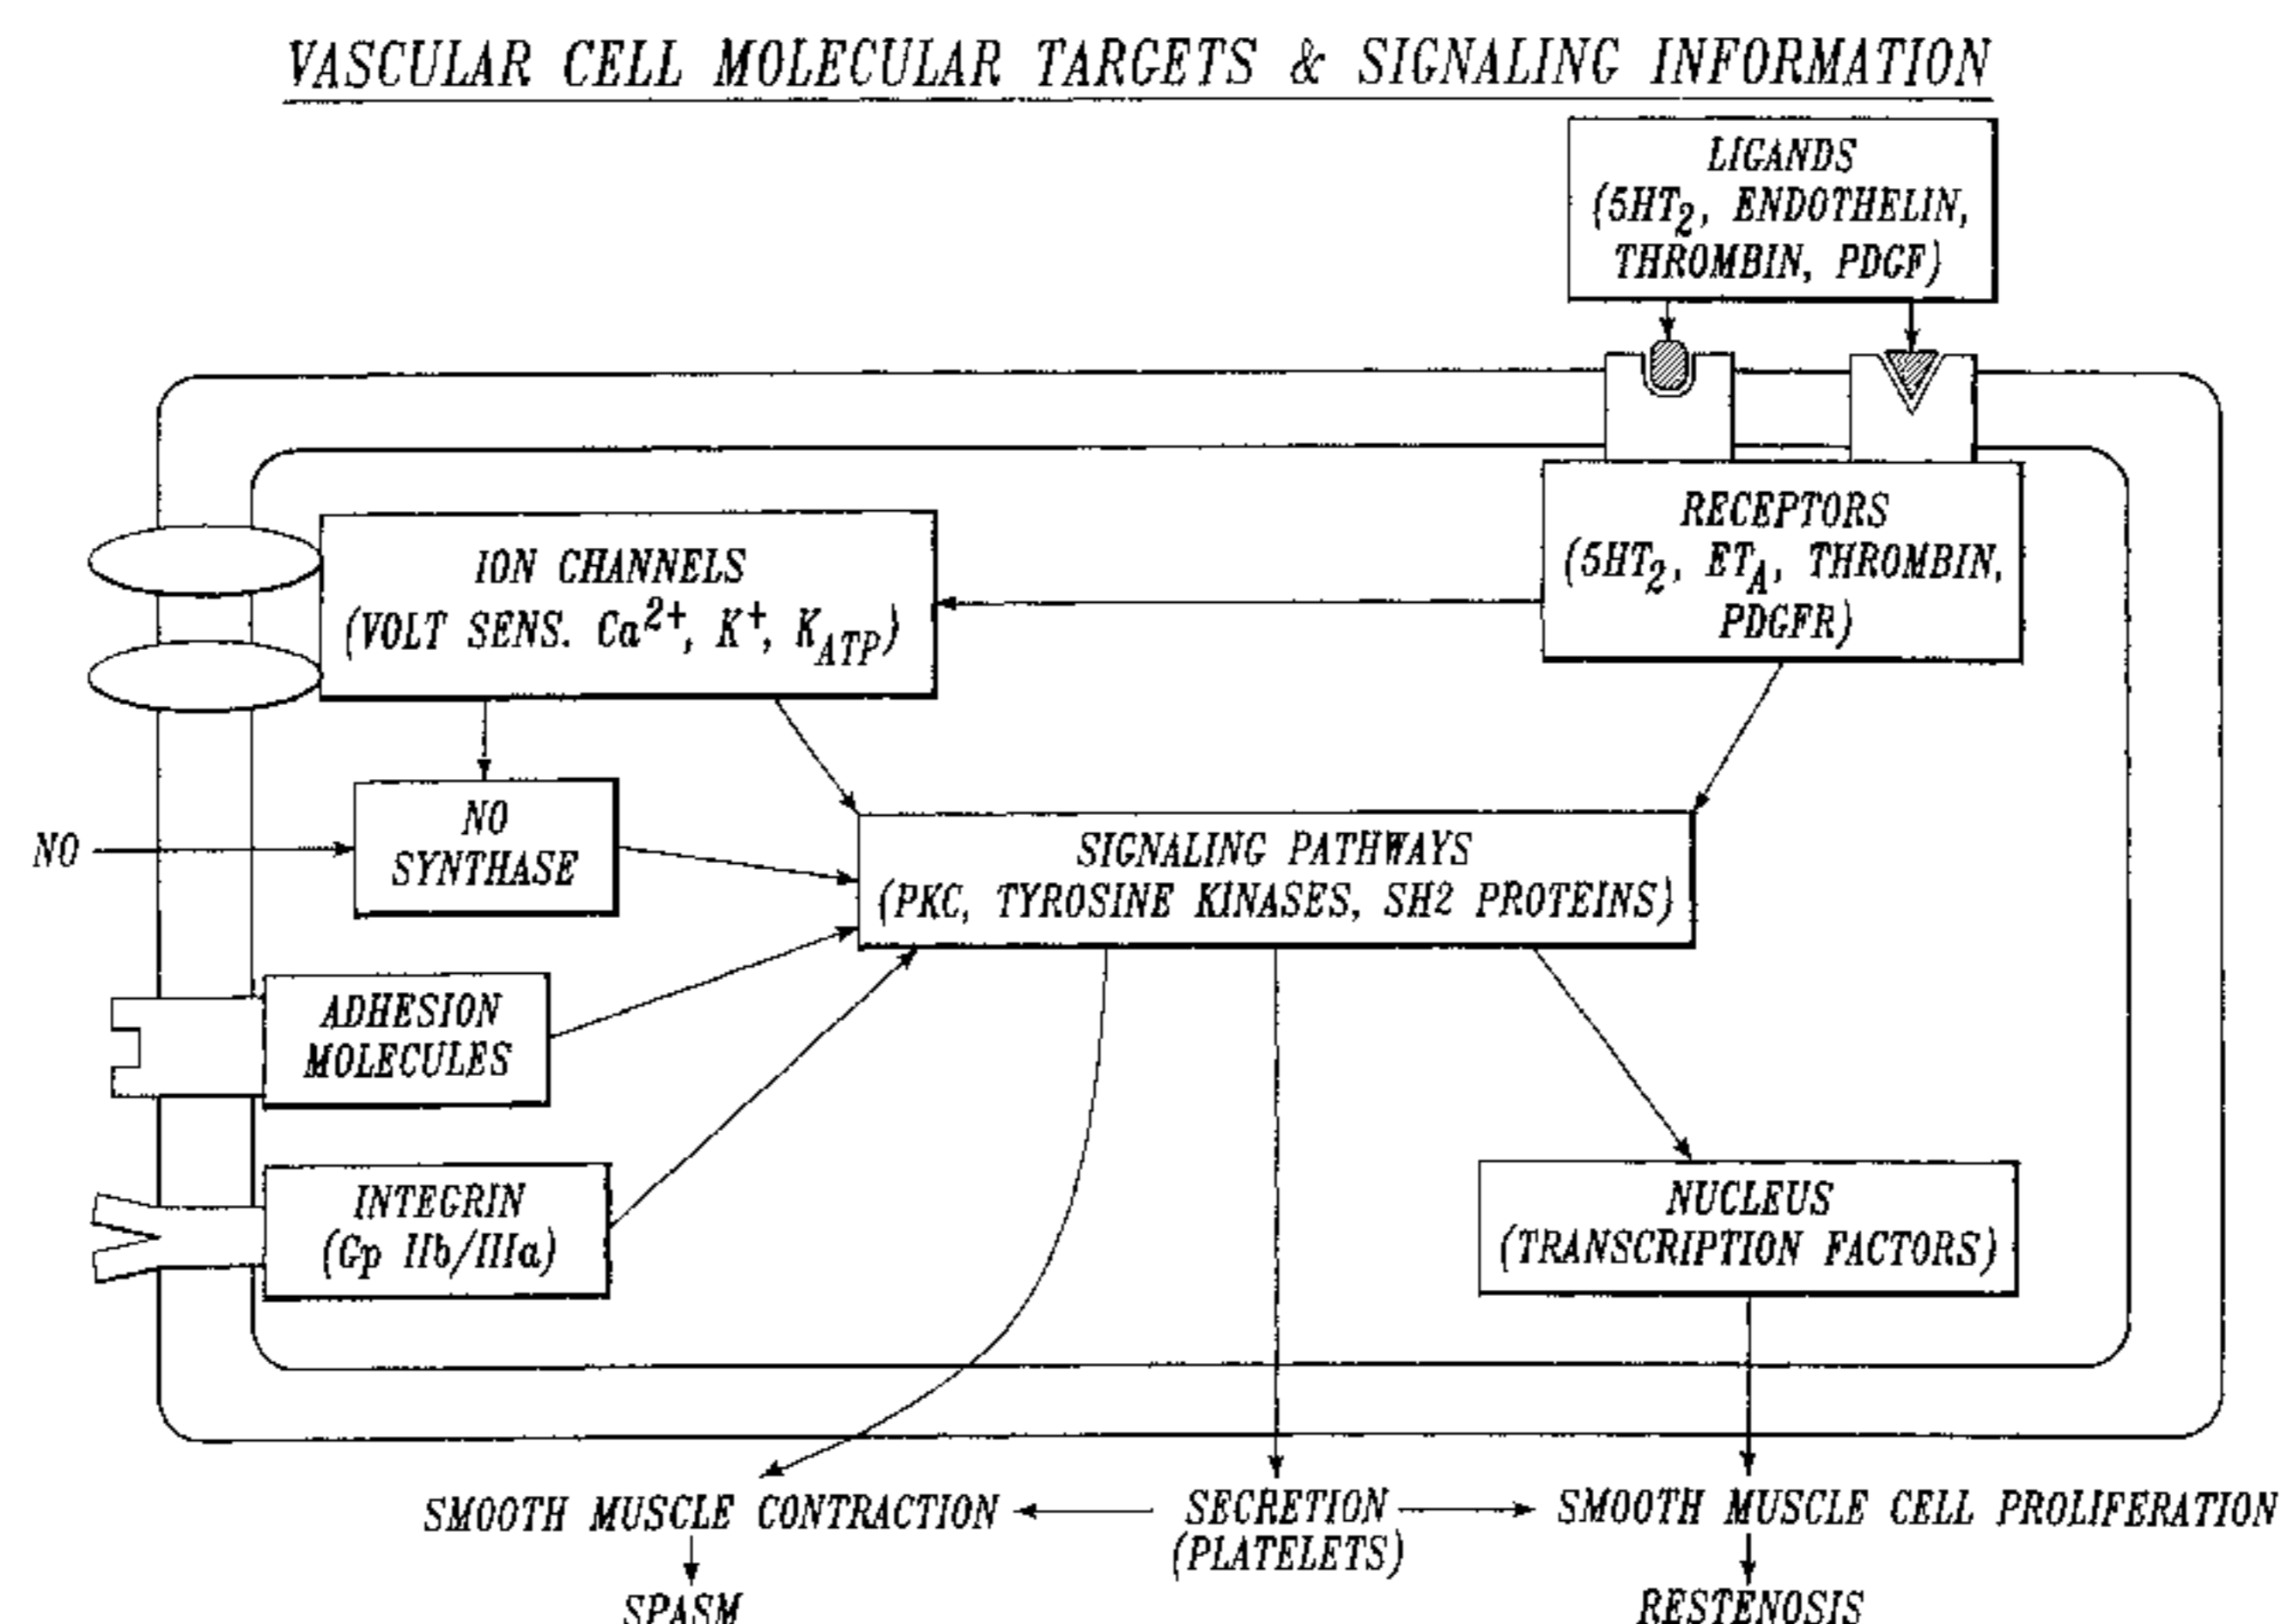 VASCULAR CELL MOLECULAR TARGETS & SIGNALING INFORMATION
LIGANDS
(5HT₂, ENDOTHELIN,
THROMBIN, PDGF)
RECEPTORS
(5HT₂, ET_A, THROMBIN,
PDGFR)
ION CHANNELS
(VOLT SENS. Ca²⁺, K⁺, K_ATP)
NO
NO
SYNTHASE
SIGNALING PATHWAYS
(PKC, TYROSINE KINASES, SH2 PROTEINS)
ADHESION
MOLECULES
INTEGRIN
(Gp IIb/IIIa)
NUCLEUS
(TRANSCRIPTION FACTORS)
SMOOTH MUSCLE CONTRACTION
SECRETION
(PLATELETS)
SMOOTH MUSCLE CELL PROLIFERATION
SPASM
RESTENOSIS